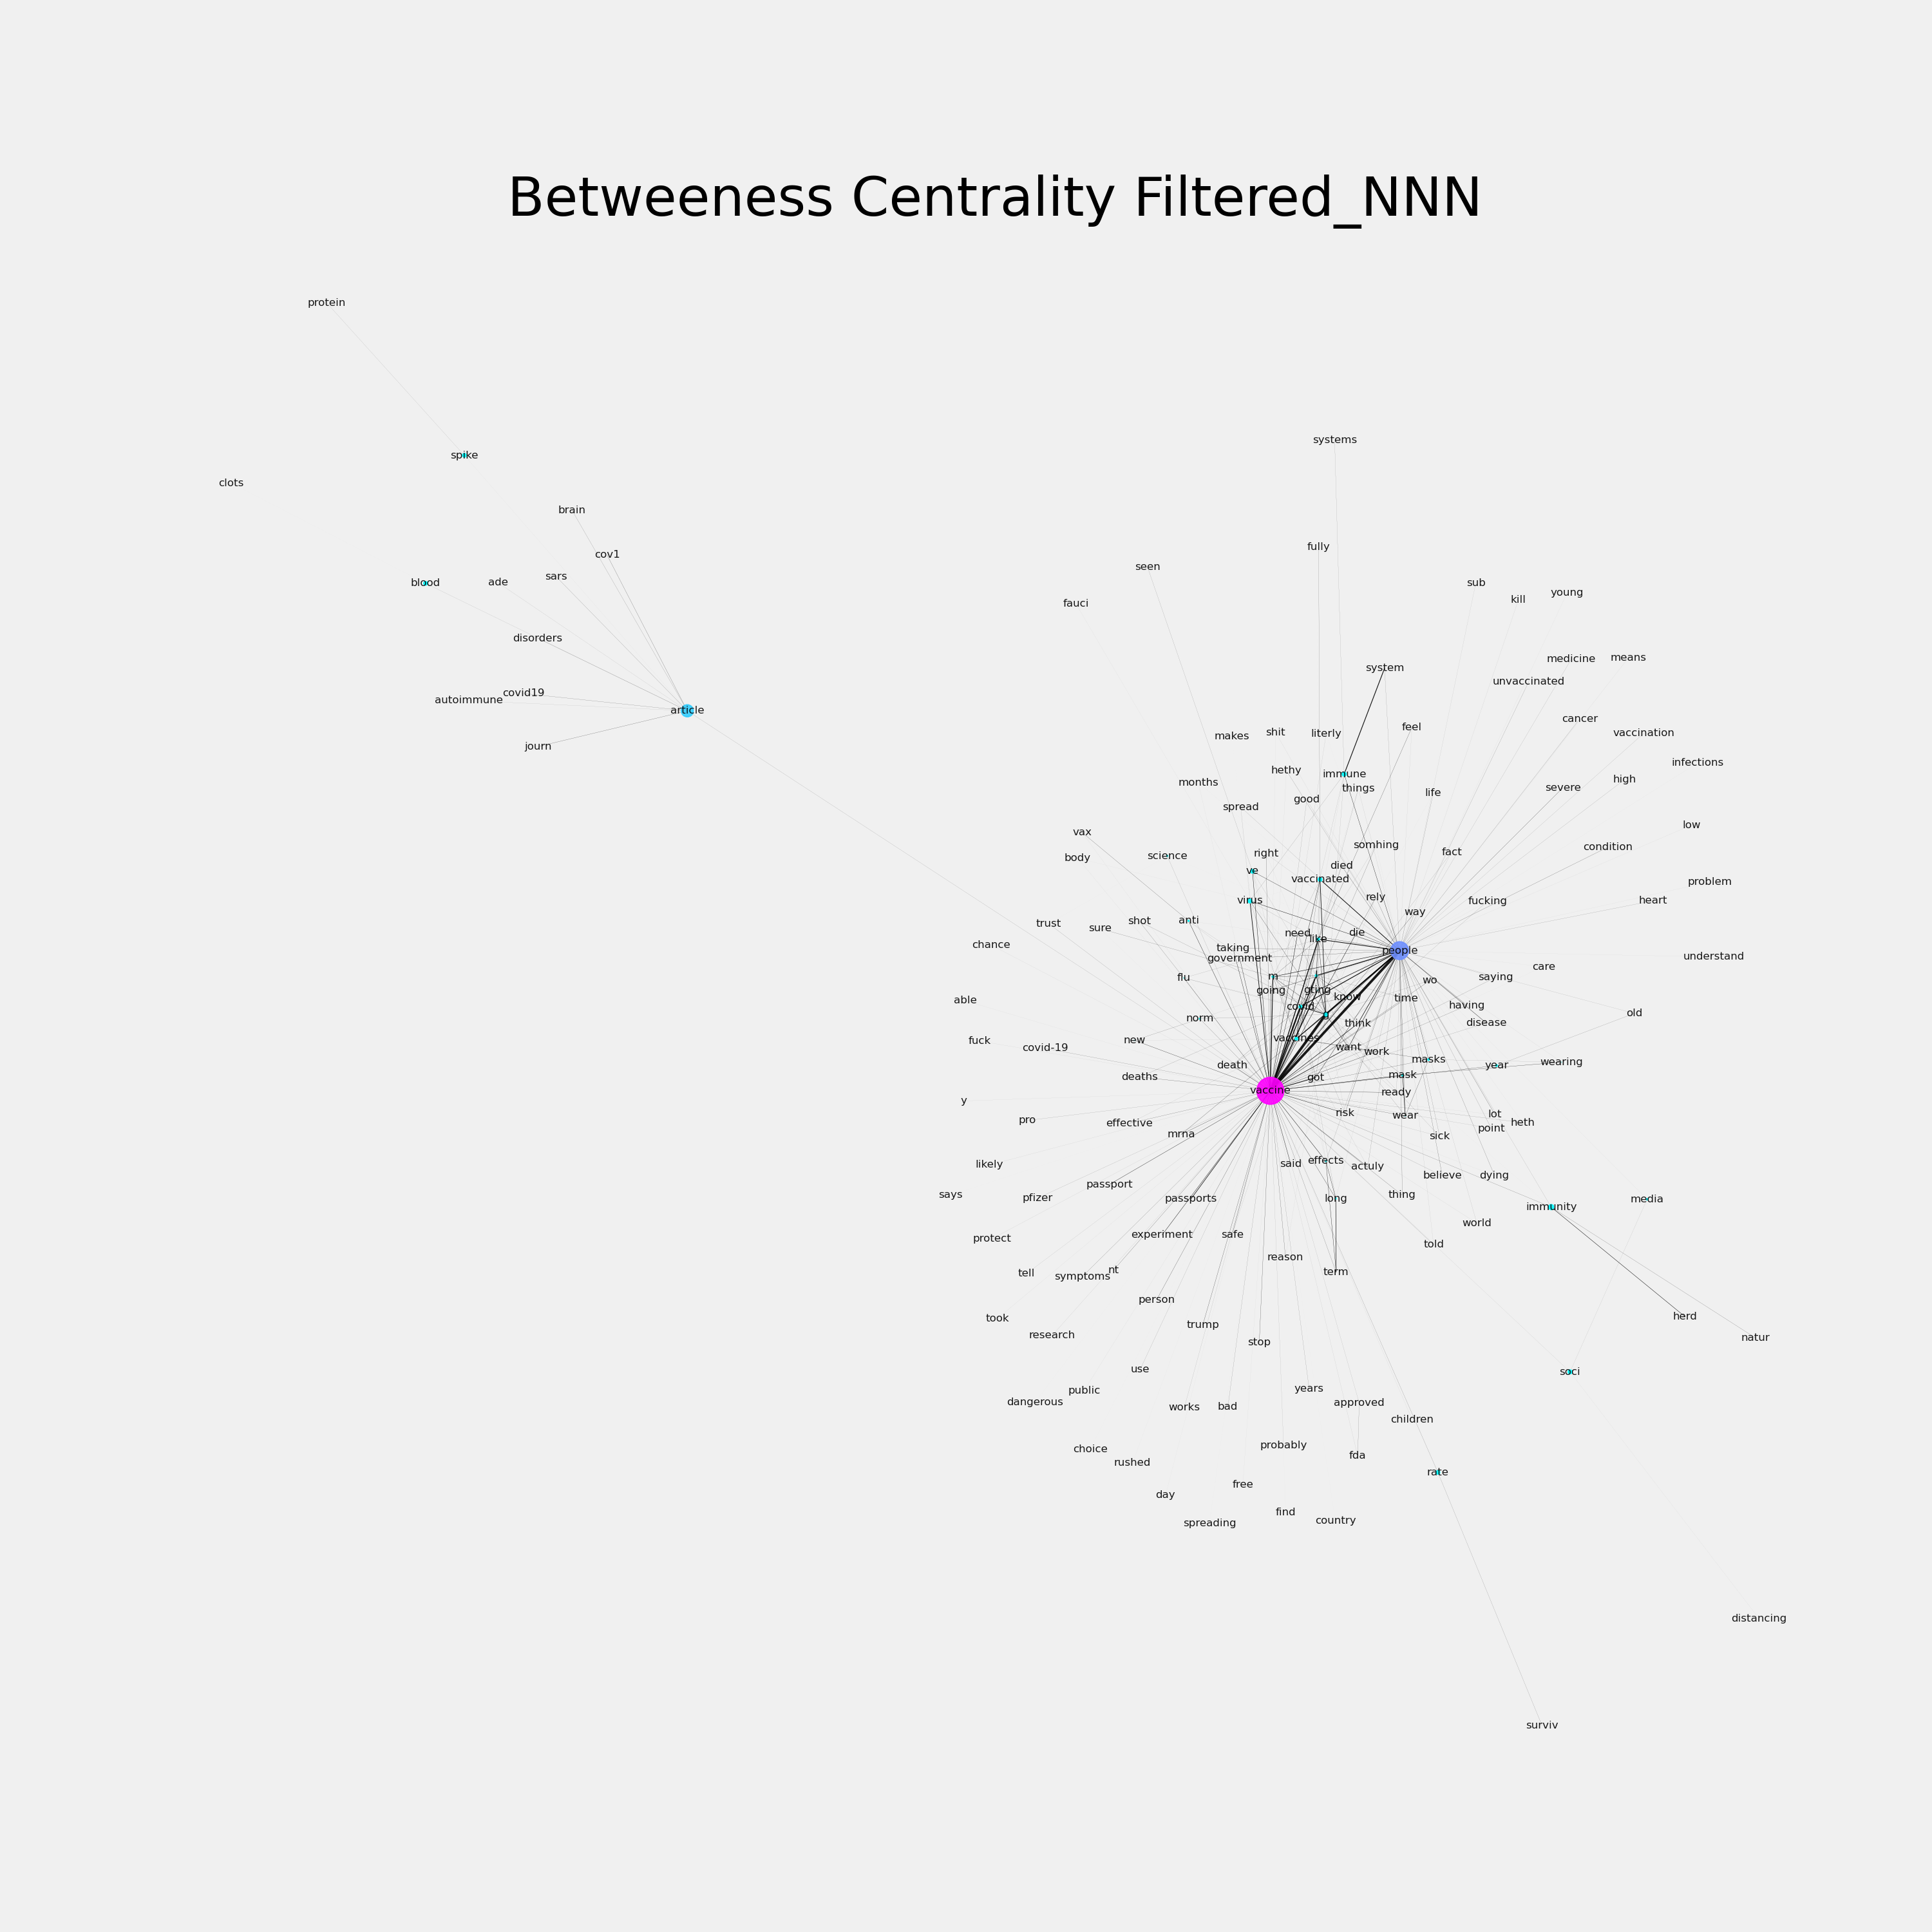 Betweeness Centrality Filtered_NNN
protein
systems
spike
clots
brain
fully
cov1
seen
sars
blood
ade
sub
young
kill
fauci
disorders
means
medicine
system
unvaccinated
covid19
autoimmune
article
cancer
feel
shit
vaccination
literly
makes
journ
infections
hethy
immune
high
months
things
severe
life
good
spread
low
vax
somhing
condition
fact
right
science
body
died
ve
vaccinated
problem
rely
virus
heart
fucking
way
anti
shot
trust
sure
die
need
like
chance
taking
people
government
understand
care
m
saying
flu
wo
going
gting
know
time
able
having
covid
old
norm
think
disease
vaccines
new
fuck
covid-19
want
work
masks
wearing
death
year
mask
deaths
got
vaccine
ready
y
risk
wear
lot
pro
heth
effective
point
mrna
sick
said
effects
likely
actuly
believe
dying
passport
says
thing
pfizer
passports
long
media
immunity
world
experiment
safe
protect
told
reason
nt
term
tell
symptoms
person
herd
took
trump
research
natur
stop
use
soci
years
public
dangerous
approved
bad
works
children
probably
choice
fda
rushed
rate
free
day
find
country
spreading
distancing
surviv